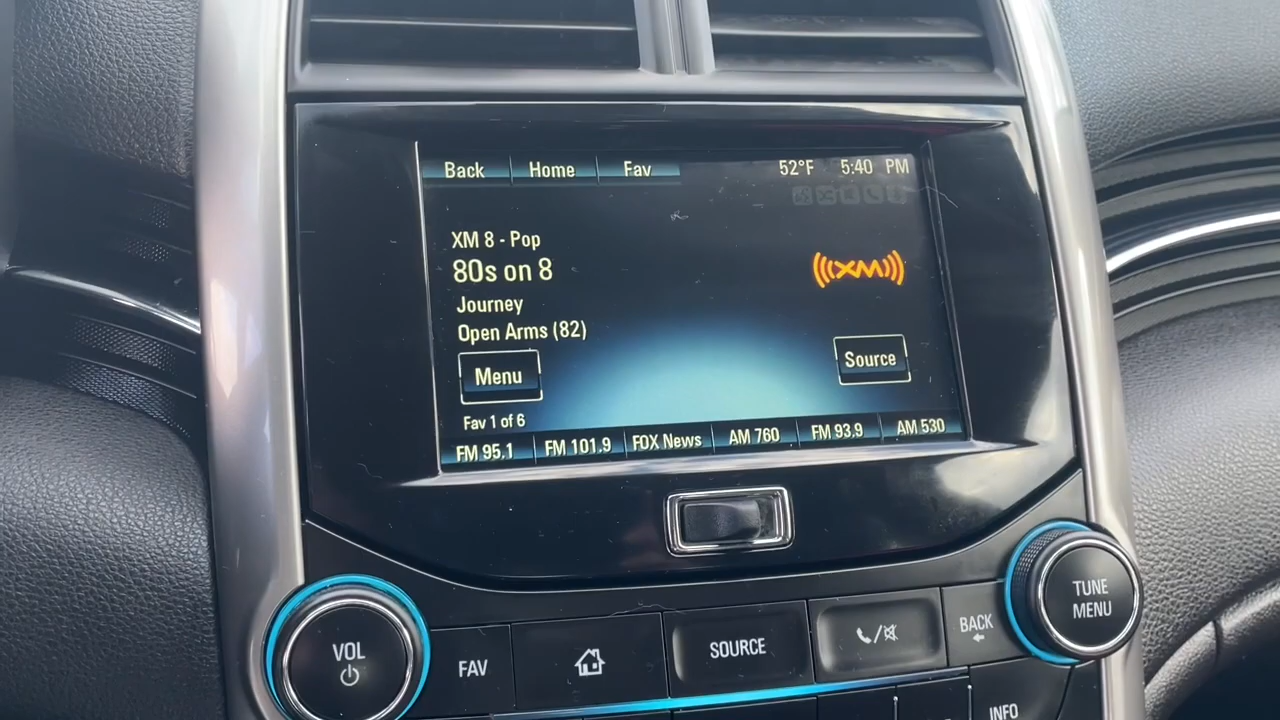 Back Home Fav 52°F 5:40 PM
XM 8 - Pop
80s on 8
XM
Journey
Open Arms (82)
Menu
Source
Fav 1 of 6
FM 95.1 FM 101.9 FOX News AM 760 FM 93.9 AM 530
VOL
FAV
SOURCE
BACK
TUNE
MENU
INFO